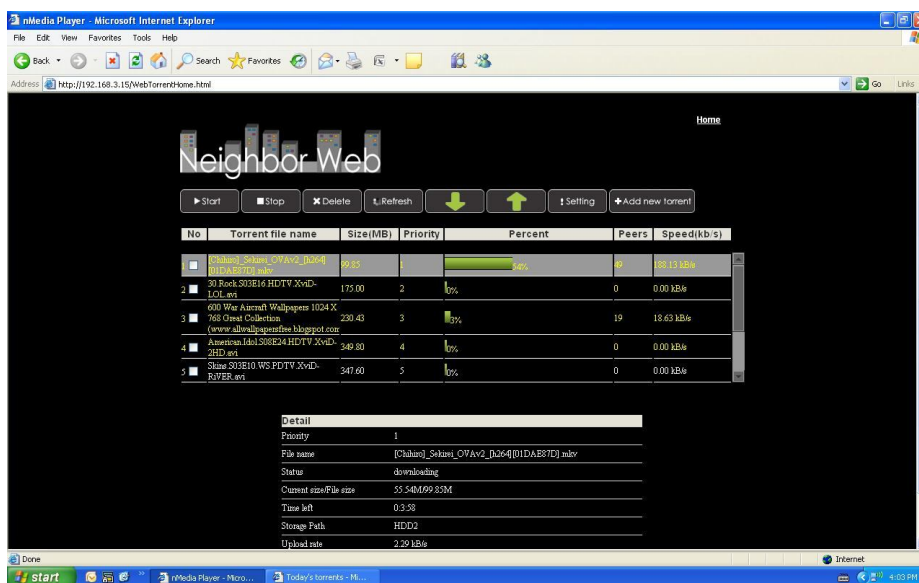 nMedia Player - Microsoft Internet Explorer
File Edit View Favorites Tools Help
Back Search Favorites
Address http://192.168.3.15/WebTorrentHome.html Go Links
Home
Neighbor Web
Start Stop Delete Refresh Setting Add new torrent
No Torrent file name Size(MB) Priority Percent Peers Speed(kb/s)
1 [Chihiro]_Sekirei_OVAv2_[h264] 99.85 1 54% 49 188.13 kB/s
[01DAE87D].mkv
2 30.Rock.S03E16.HDTV.XviD- 175.00 2 0% 0 0.00 kB/s
LOL.avi
600 War Aircraft Wallpapers 1024 X
3 768 Great Collection 230.43 3 3% 19 18.63 kB/s
(www.allwallpapersfree.blogspot.com
4 American.Idol.S08E24.HDTV.XviD- 349.80 4 0% 0 0.00 kB/s
2HD.avi
5 Skins.S03E10.WS.PDTV.XviD- 347.60 5 0% 0 0.00 kB/s
RiVER.avi
Detail
Priority 1
File name [Chihiro]_Sekirei_OVAv2_[h264][01DAE87D].mkv
Status downloading
Current size/File size 55.54M/99.85M
Time left 0:3:58
Storage Path HDD2
Upload rate 2.29 kB/s
Done Internet
start nMedia Player - Micro... Today's torrents - Mi... 4:03 PM